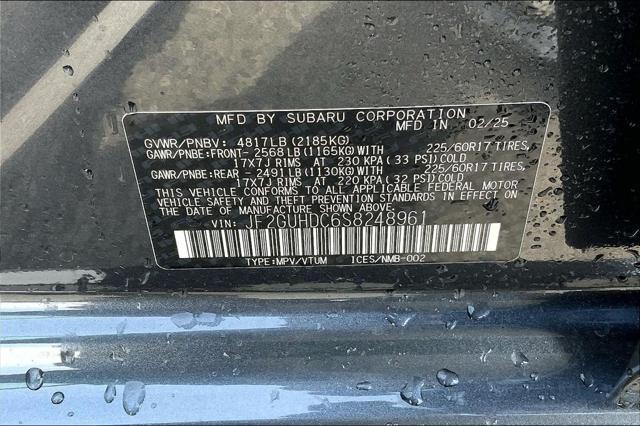 MFD BY SUBARU CORPORATION
MFD IN 02/25
GVWR/PNBV: 4817LB (2185KG)
GAWR/PNBE:FRONT- 2568LB (1165KG) WITH 225/60R17 TIRES,
17X7J RIMS AT 230 KPA (33 PSI) COLD
GAWR/PNBE:REAR - 2491LB (1130KG) WITH 225/60R17 TIRES,
17X7J RIMS AT 220 KPA (32 PSI) COLD
THIS VEHICLE CONFORMS TO ALL APPLICABLE FEDERAL MOTOR
VEHICLE SAFETY AND THEFT PREVENTION STANDARDS IN EFFECT ON
THE DATE OF MANUFACTURE SHOWN ABOVE.
VIN: JF2GUHDC6S8248961
TYPE:MPV/VTUM ICES/NMB-002